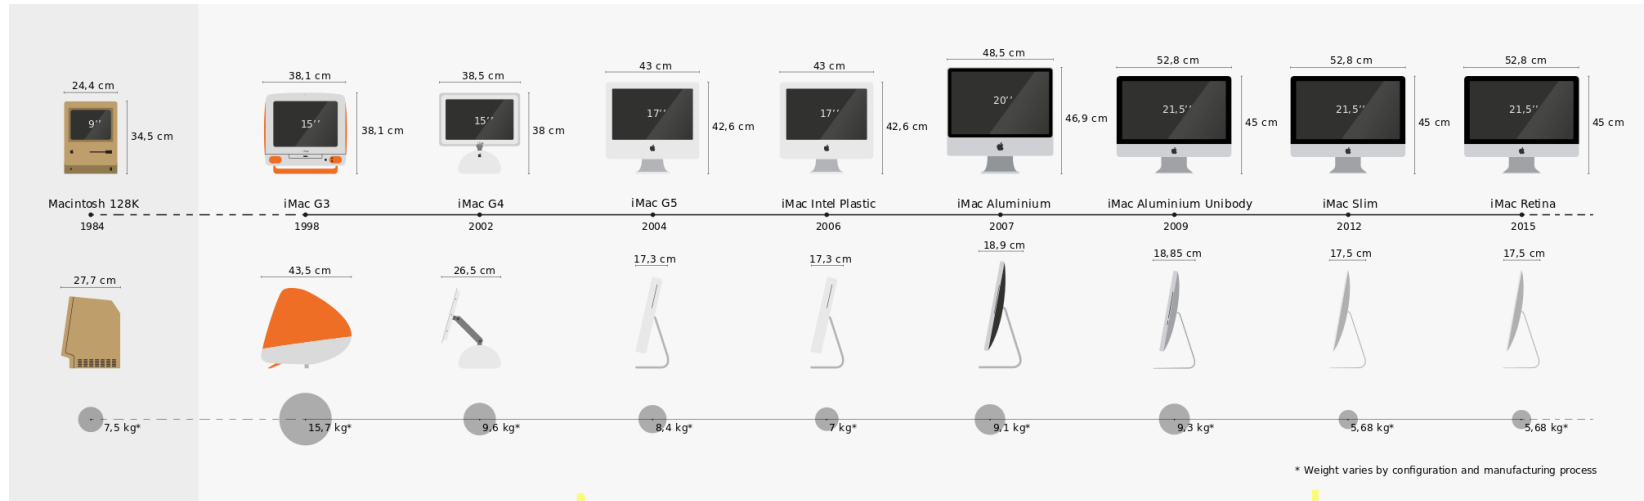 24,4 cm
38,1 cm
38,5 cm
43 cm
43 cm
48,5 cm
52,8 cm
52,8 cm
52,8 cm
9’’
15’’
15’’
17’’
17’’
20’’
21,5’’
21,5’’
21,5’’
34,5 cm
38,1 cm
38 cm
42,6 cm
42,6 cm
46,9 cm
45 cm
45 cm
45 cm
Macintosh 128K
iMac G3
iMac G4
iMac G5
iMac Intel Plastic
iMac Aluminium
iMac Aluminium Unibody
iMac Slim
iMac Retina
1984
1998
2002
2004
2006
2007
2009
2012
2015
27,7 cm
43,5 cm
26,5 cm
17,3 cm
17,3 cm
18,9 cm
18,85 cm
17,5 cm
17,5 cm
7,5 kg*
15,7 kg*
9,6 kg*
8,4 kg*
7 kg*
9,1 kg*
9,3 kg*
5,68 kg*
5,68 kg*
* Weight varies by configuration and manufacturing process